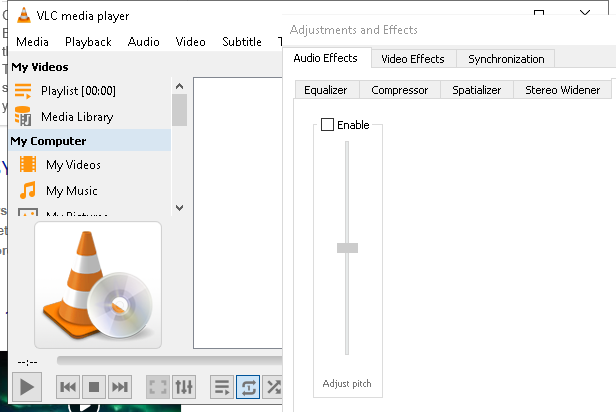 VLC media player
Media Playback Audio Video Subtitle
My Videos
Playlist [00:00]
Media Library
My Computer
My Videos
My Music
My Pictures
--:--
Adjustments and Effects
Audio Effects Video Effects Synchronization
Equalizer Compressor Spatializer Stereo Widener
Enable
Adjust pitch